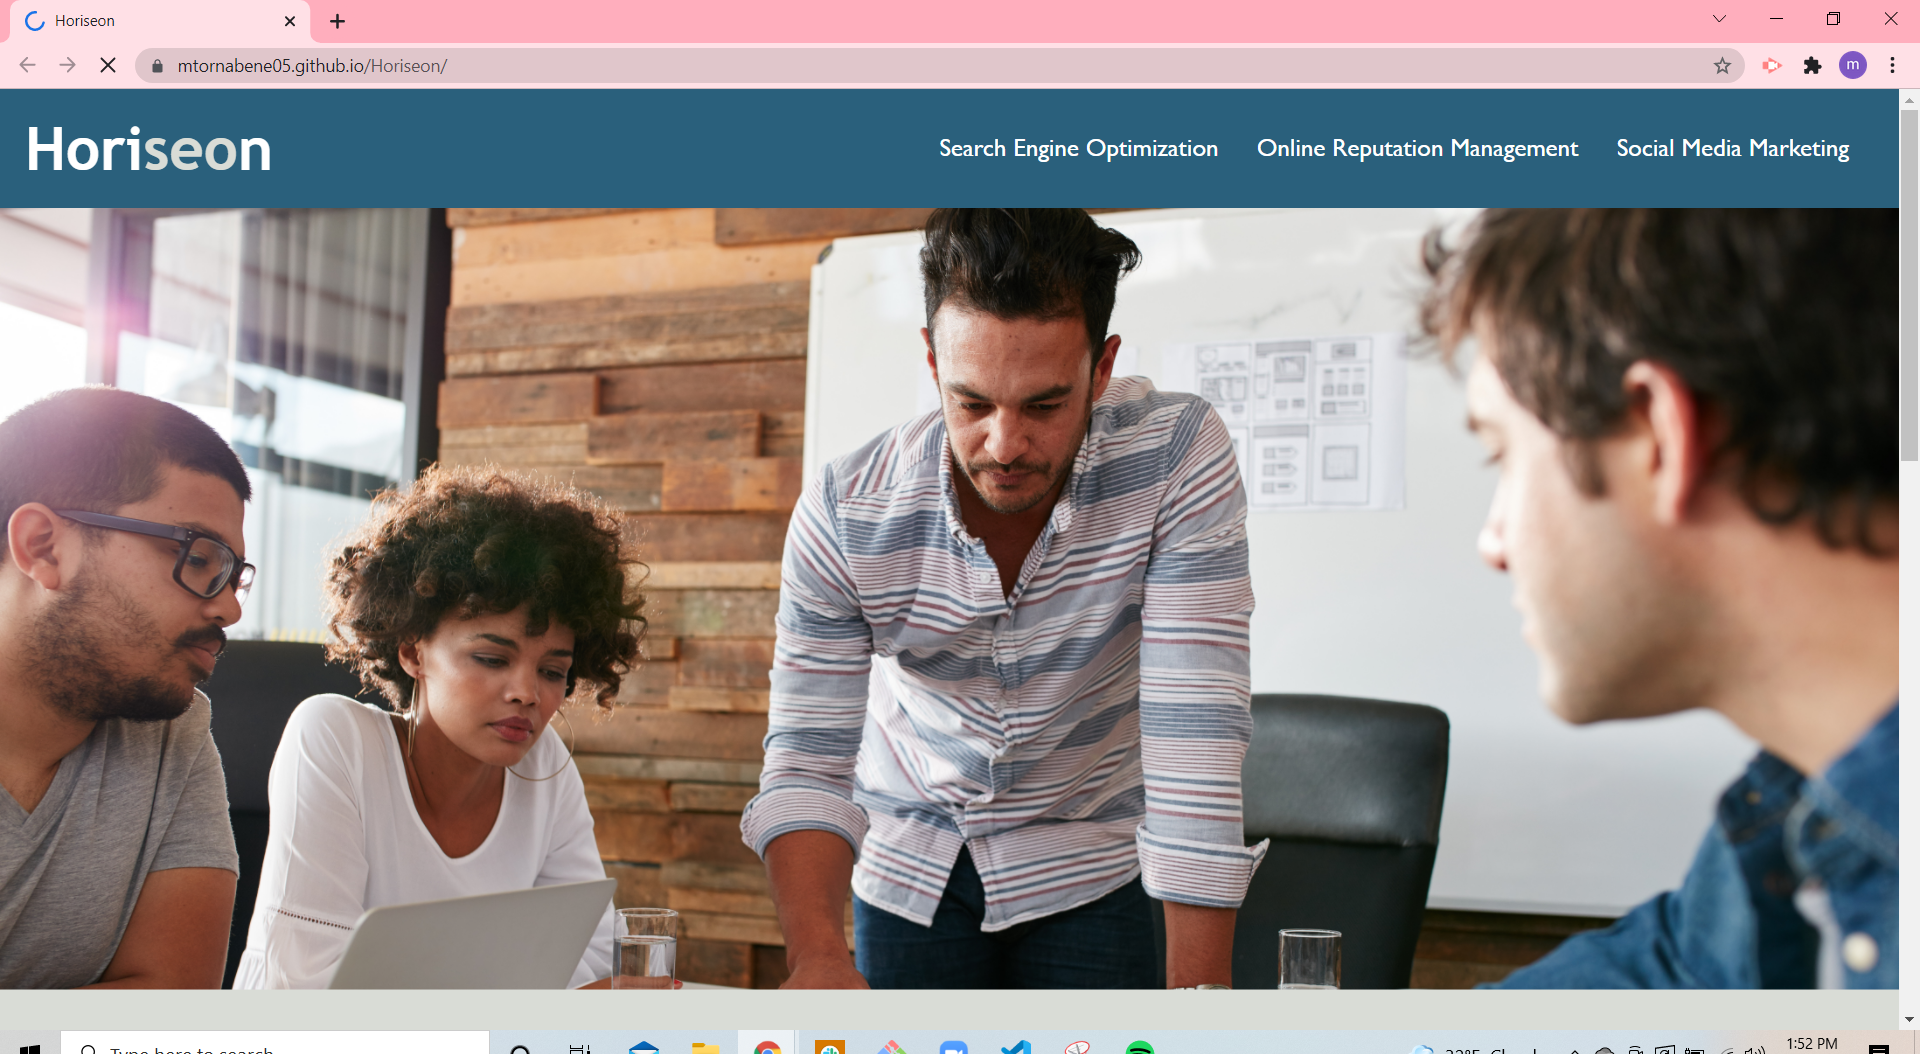 Horiseon
mtornabene05.github.io/Horiseon/
m
Horiseon
Search Engine Optimization Online Reputation Management Social Media Marketing
Type here to search
1:52 PM